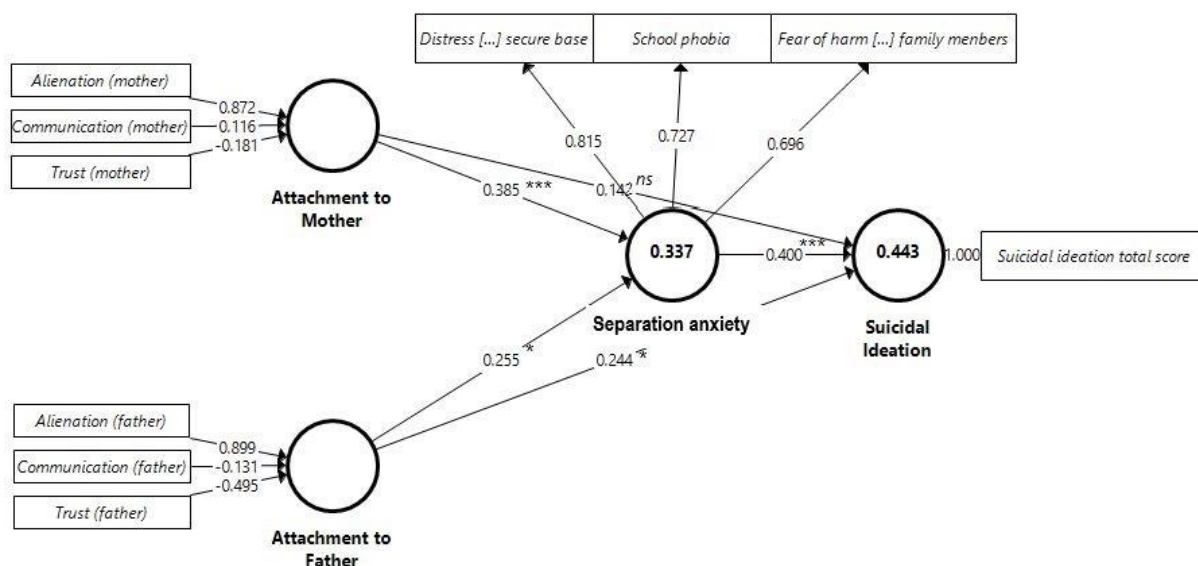 Distress [...] secure base
School phobia
Fear of harm [...] family menbers
Alienation (mother)
Communication (mother)
Trust (mother)
0.872
0.116
-0.181
Attachment to
Mother
0.815
0.727
0.696
0.385 ***
0.142 ns
0.337
0.400 ***
0.443
1.000
Suicidal ideation total score
Separation anxiety
Suicidal
Ideation
0.255 *
0.244 *
Alienation (father)
Communication (father)
Trust (father)
0.899
-0.131
-0.495
Attachment to
Father